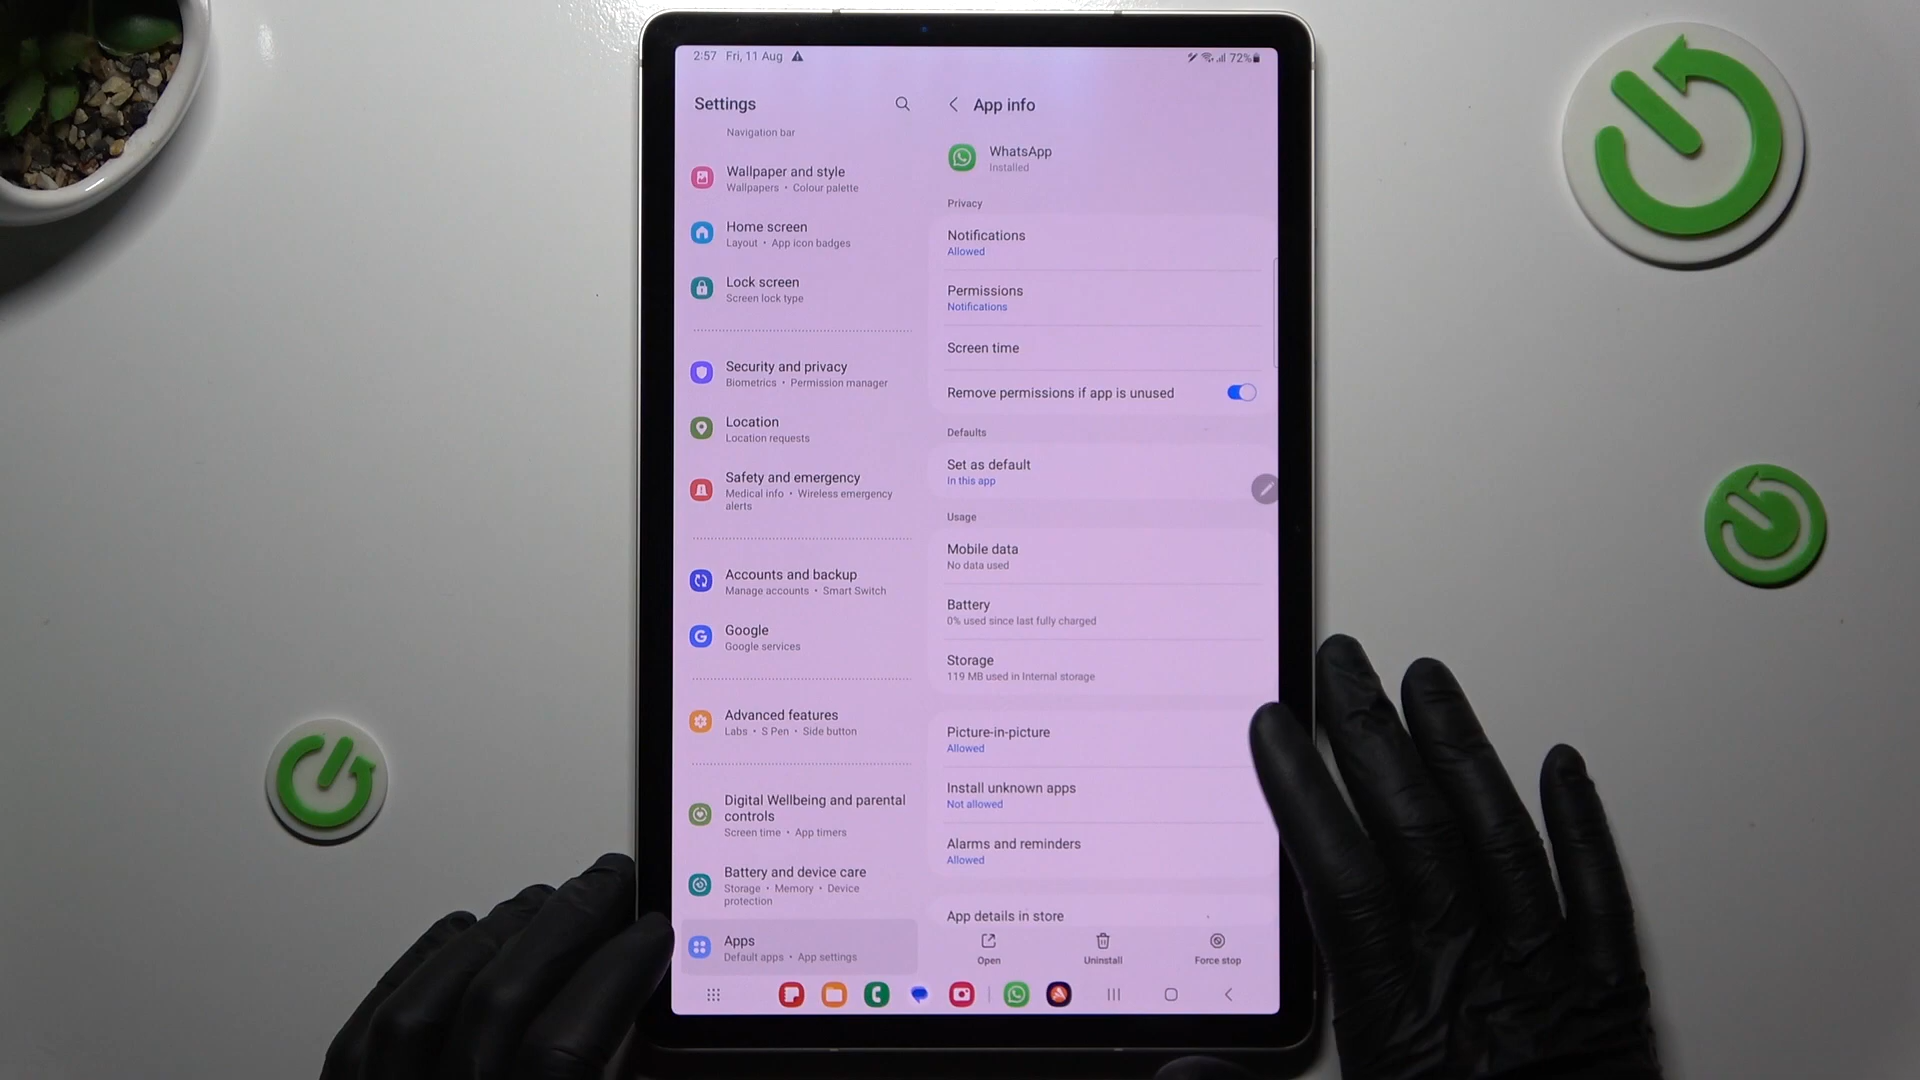 2:57 Fri, 11 Aug
72%
Settings
Navigation bar
Wallpaper and style
Wallpapers • Colour palette
Home screen
Layout • App icon badges
Lock screen
Screen lock type
Security and privacy
Biometrics • Permission manager
Location
Location requests
Safety and emergency
Medical info • Wireless emergency
alerts
Accounts and backup
Manage accounts • Smart Switch
Google
Google services
Advanced features
Labs • S Pen • Side button
Digital Wellbeing and parental
controls
Screen time • App timers
Battery and device care
Storage • Memory • Device
protection
Apps
Default apps • App settings
App info
WhatsApp
Installed
Privacy
Notifications
Allowed
Permissions
Notifications
Screen time
Remove permissions if app is unused
Defaults
Set as default
In this app
Usage
Mobile data
No data used
Battery
0% used since last fully charged
Storage
119 MB used in Internal storage
Picture-in-picture
Allowed
Install unknown apps
Not allowed
Alarms and reminders
Allowed
App details in store
Open
Uninstall
Force stop